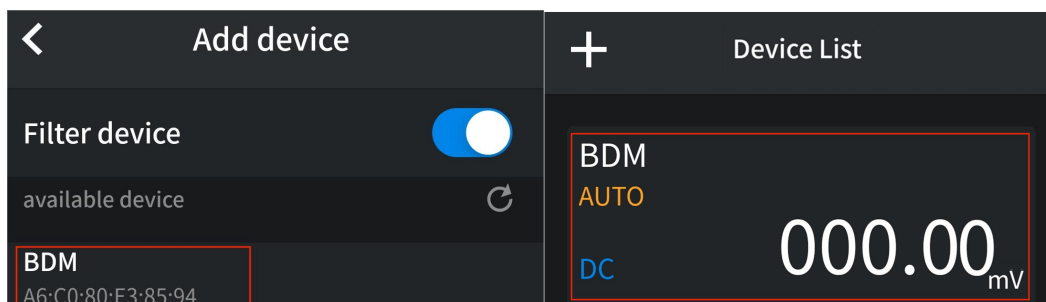 Add device
Filter device
available device
BDM
A6:C0:80:E3:85:94
Device List
BDM
AUTO
DC
000.00
mV